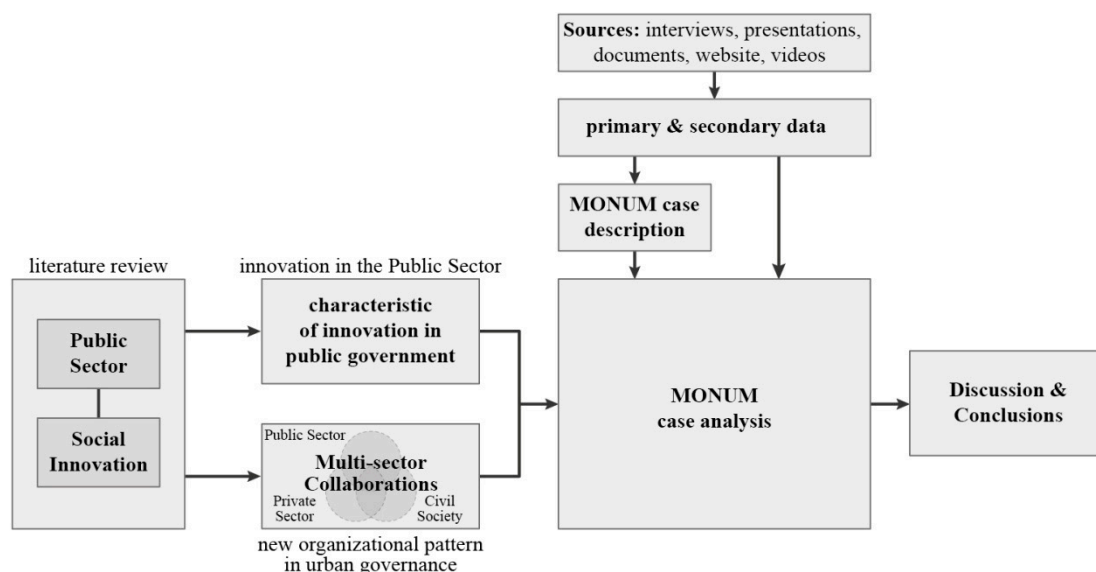 Sources: interviews, presentations,
documents, website, videos
primary & secondary data
MONUM case
description
literature review
Public
Sector
Social
Innovation
innovation in the Public Sector
characteristic
of innovation in
public government
Public Sector
Multi-sector
Collaborations
Private
Sector
Civil
Society
new organizational pattern
in urban governance
MONUM
case analysis
Discussion &
Conclusions